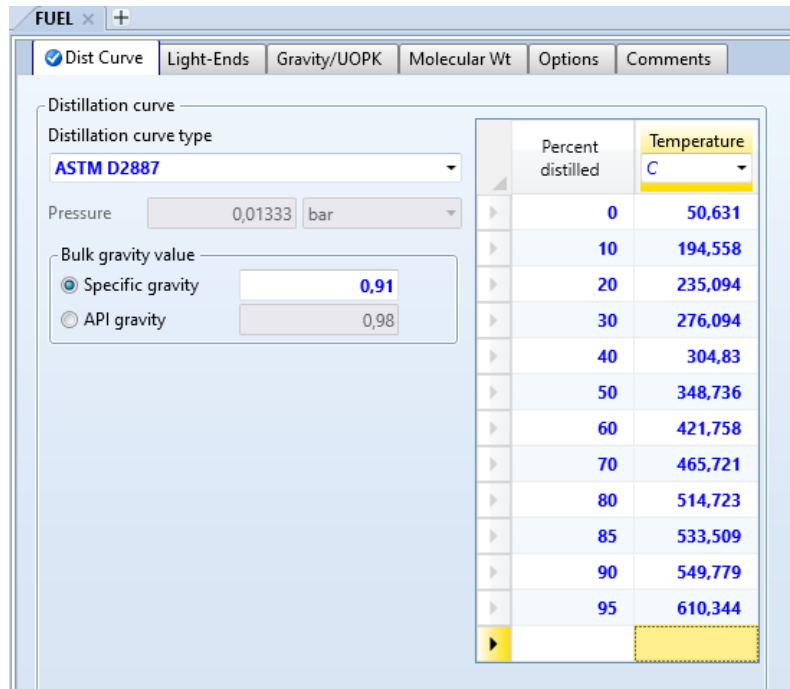 FUEL × +
Dist Curve Light-Ends Gravity/UOPK Molecular Wt Options Comments
Distillation curve
Distillation curve type
ASTM D2887
Pressure 0,01333 bar
Bulk gravity value
Specific gravity 0,91
API gravity 0,98
Percent distilled Temperature
C
0 50,631
10 194,558
20 235,094
30 276,094
40 304,83
50 348,736
60 421,758
70 465,721
80 514,723
85 533,509
90 549,779
95 610,344